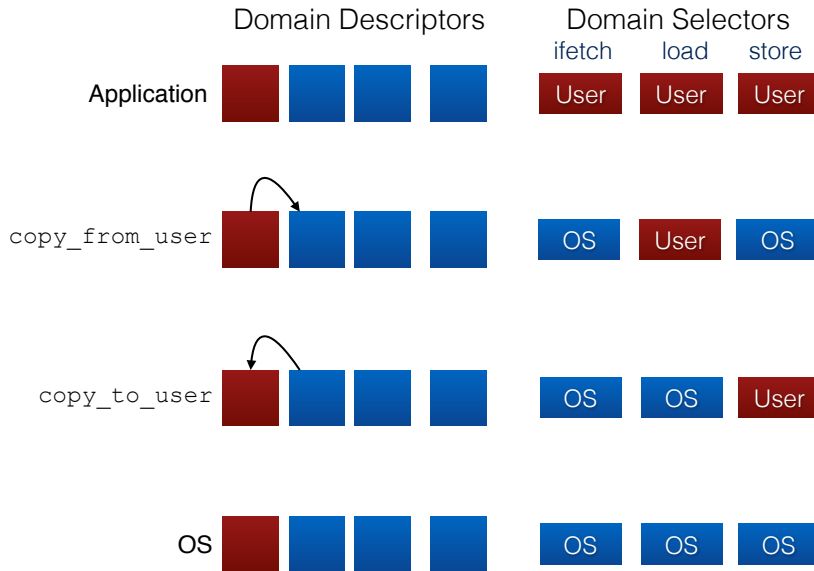 Domain Descriptors Domain Selectors
ifetch load store
Application User User User
copy_from_user OS User OS
copy_to_user OS OS User
OS OS OS OS